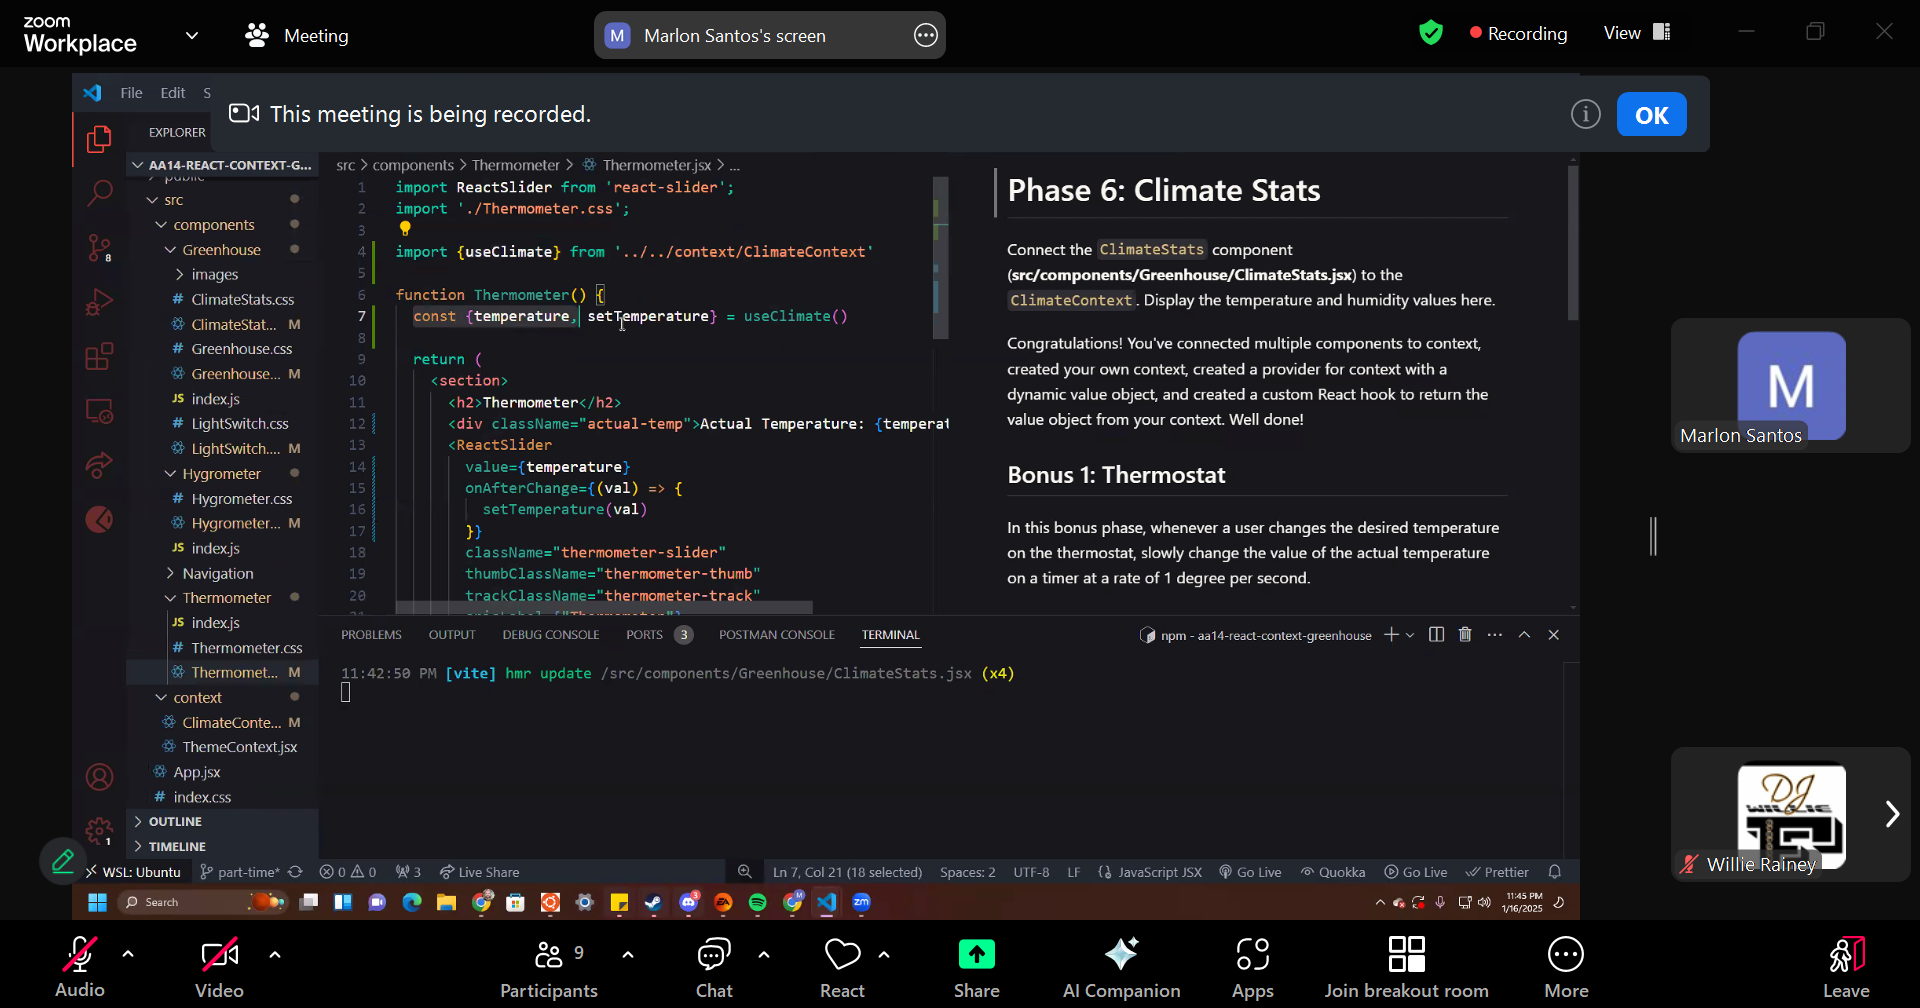 zoom
Workplace
Meeting
M Marlon Santos's screen
Recording
View
File Edit S
This meeting is being recorded.
OK
EXPLORER
AA14-REACT-CONTEXT-G...
public
src
components
Greenhouse
images
# ClimateStats.css
ClimateStat... M
# Greenhouse.css
Greenhouse... M
JS index.js
# LightSwitch.css
LightSwitch.... M
Hygrometer
# Hygrometer.css
Hygrometer... M
JS index.js
Navigation
Thermometer
JS index.js
# Thermometer.css
Thermomet... M
context
ClimateConte... M
ThemeContext.jsx
App.jsx
# index.css
OUTLINE
TIMELINE
8
1
src > components > Thermometer > Thermometer.jsx > ...
1 import ReactSlider from 'react-slider';
2 import './Thermometer.css';
3
4 import {useClimate} from '../../context/ClimateContext'
5
6 function Thermometer() {
7 const {temperature, setTemperature} = useClimate()
8
9 return (
10 <section>
11 <h2>Thermometer</h2>
12 <div className="actual-temp">Actual Temperature: {temperat
13 <ReactSlider
14 value={temperature}
15 onAfterChange={(val) => {
16 setTemperature(val)
17 }}
18 className="thermometer-slider"
19 thumbClassName="thermometer-thumb"
20 trackClassName="thermometer-track"
Phase 6: Climate Stats
Connect the ClimateStats component
(src/components/Greenhouse/ClimateStats.jsx) to the
ClimateContext. Display the temperature and humidity values here.
Congratulations! You've connected multiple components to context,
created your own context, created a provider for context with a
dynamic value object, and created a custom React hook to return the
value object from your context. Well done!
Bonus 1: Thermostat
In this bonus phase, whenever a user changes the desired temperature
on the thermostat, slowly change the value of the actual temperature
on a timer at a rate of 1 degree per second.
PROBLEMS OUTPUT DEBUG CONSOLE PORTS 3 POSTMAN CONSOLE TERMINAL
npm - aa14-react-context-greenhouse
11:42:50 PM [vite] hmr update /src/components/Greenhouse/ClimateStats.jsx (x4)
WSL: Ubuntu part-time* 0 0 3 Live Share
Ln 7, Col 21 (18 selected) Spaces: 2 UTF-8 LF {} JavaScript JSX Go Live Quokka Go Live Prettier
Search
zm
11:45 PM
1/16/2025
M
Marlon Santos
DJ
WILLIE
Willie Rainey
Audio
Video
9
Participants
Chat
React
Share
AI Companion
Apps
Join breakout room
More
Leave